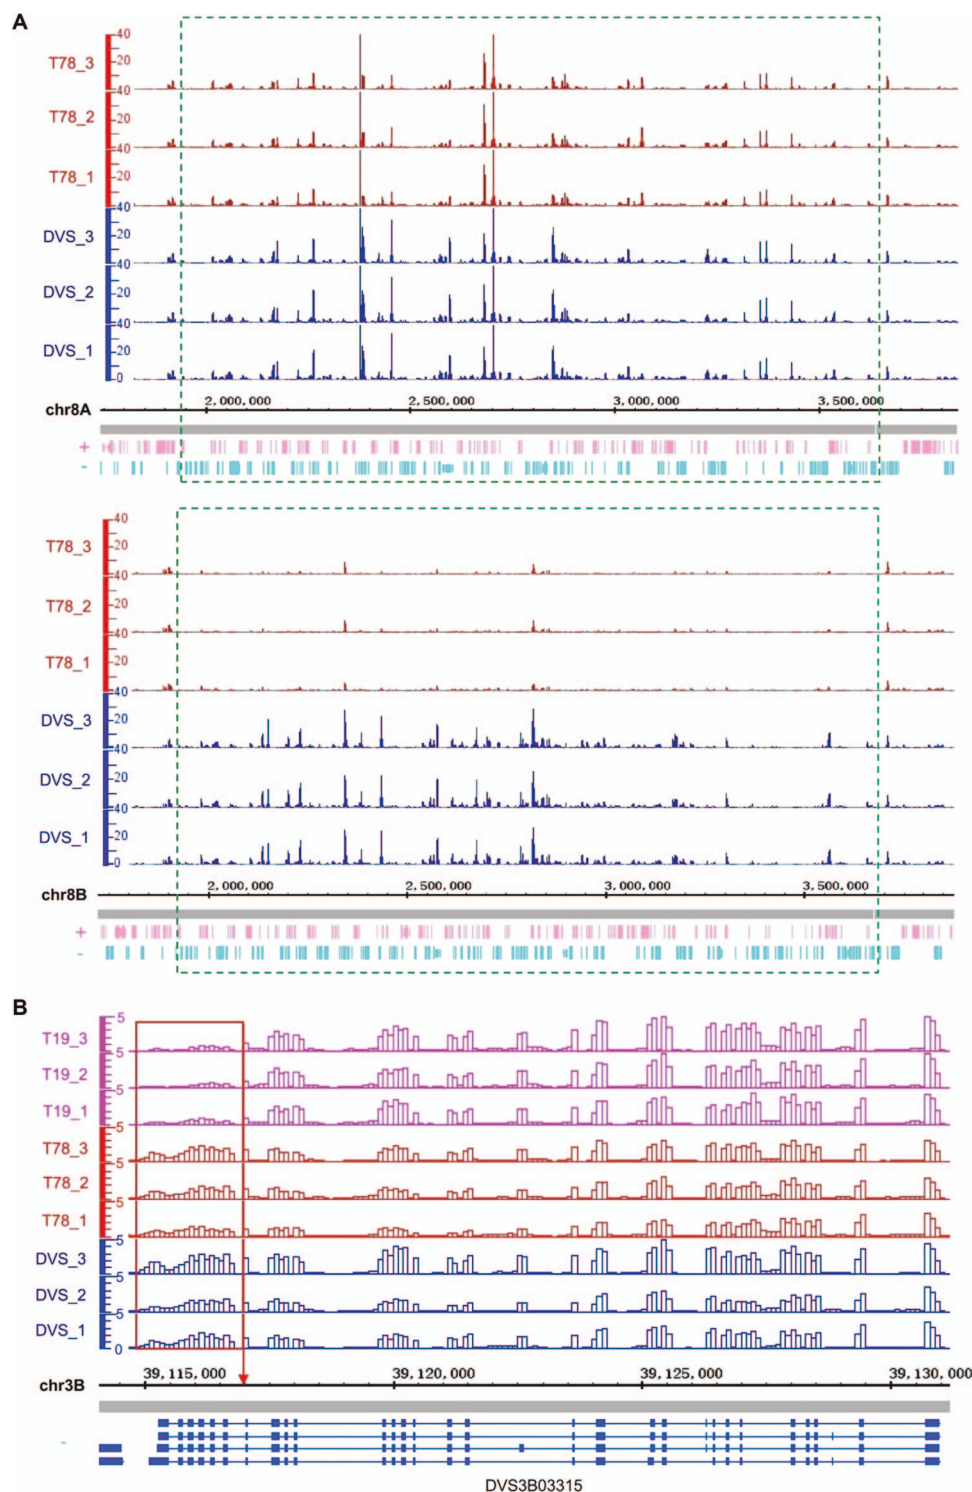 A
40
T78_3
20
40
T78_2
20
40
T78_1
20
40
DVS_3
20
40
DVS_2
20
40
DVS_1
20
0
chr8A
2,000,000 2,500,000 3,000,000 3,500,000
+
-
40
T78_3
20
40
T78_2
20
40
T78_1
20
40
DVS_3
20
40
DVS_2
20
40
DVS_1
20
0
chr8B
2,000,000 2,500,000 3,000,000 3,500,000
+
-
B
5
T19_3
5
T19_2
5
T19_1
5
T78_3
5
T78_2
5
T78_1
5
DVS_3
5
DVS_2
5
DVS_1
0
chr3B
39,115,000 39,120,000 39,125,000 39,130,000
-
DVS3B03315